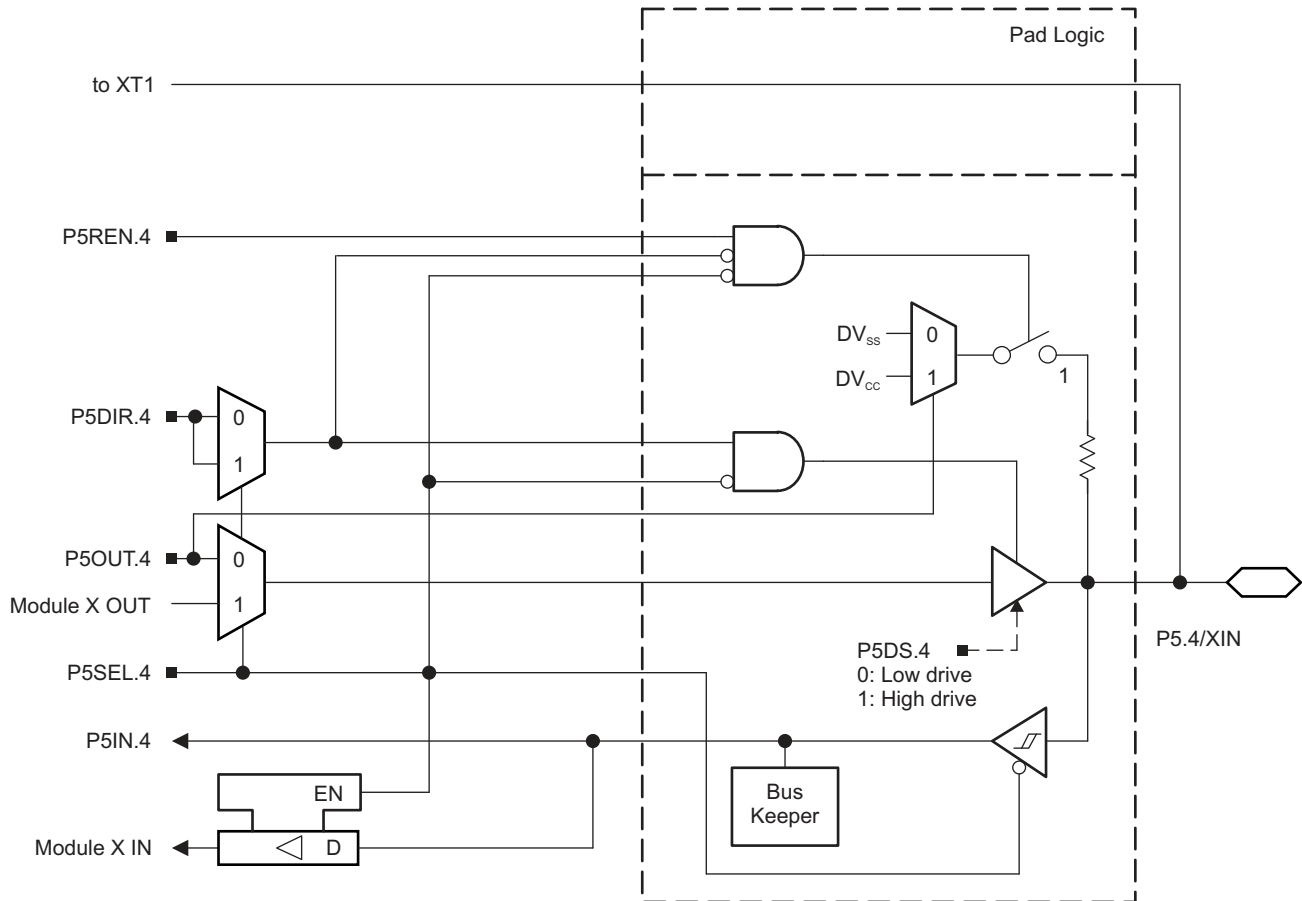 Pad Logic
to XT1
P5REN.4
DVSS
0
DVCC
1
1
P5DIR.4
0
1
P5OUT.4
0
Module X OUT
1
P5SEL.4
P5DS.4
0: Low drive
1: High drive
P5.4/XIN
P5IN.4
EN
Bus
Keeper
Module X IN
D